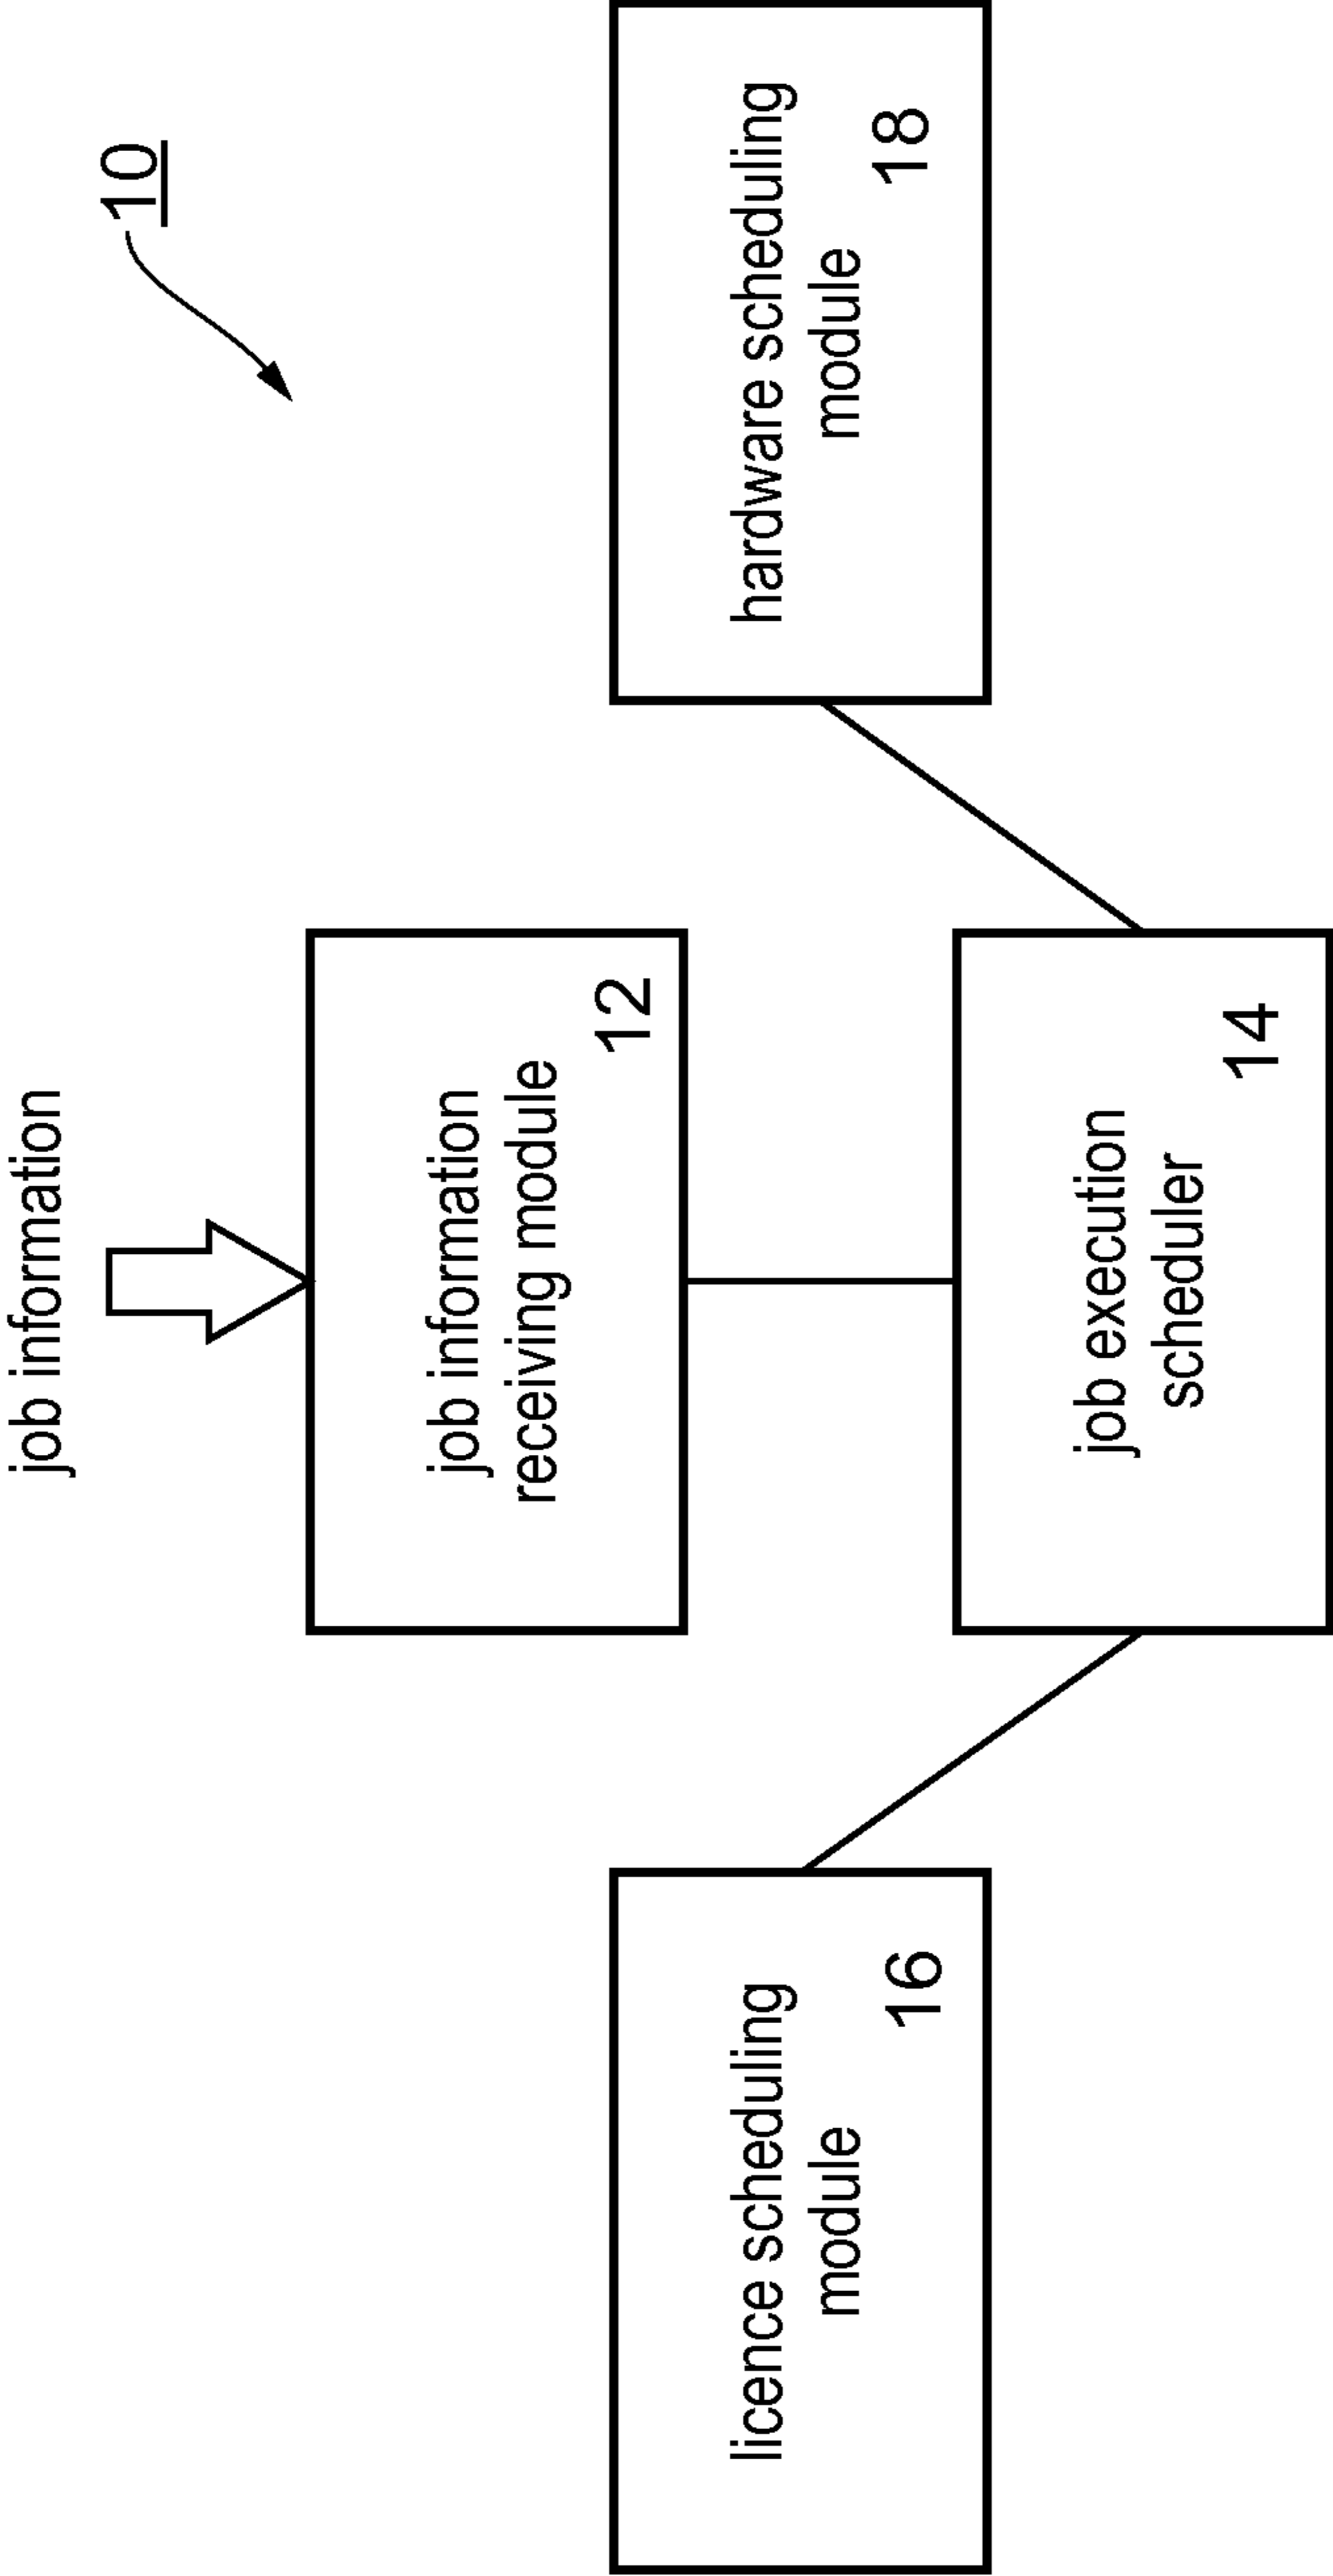 job information
10
job information
receiving module
12
licence scheduling
module
16
hardware scheduling
module
18
job execution
scheduler
14